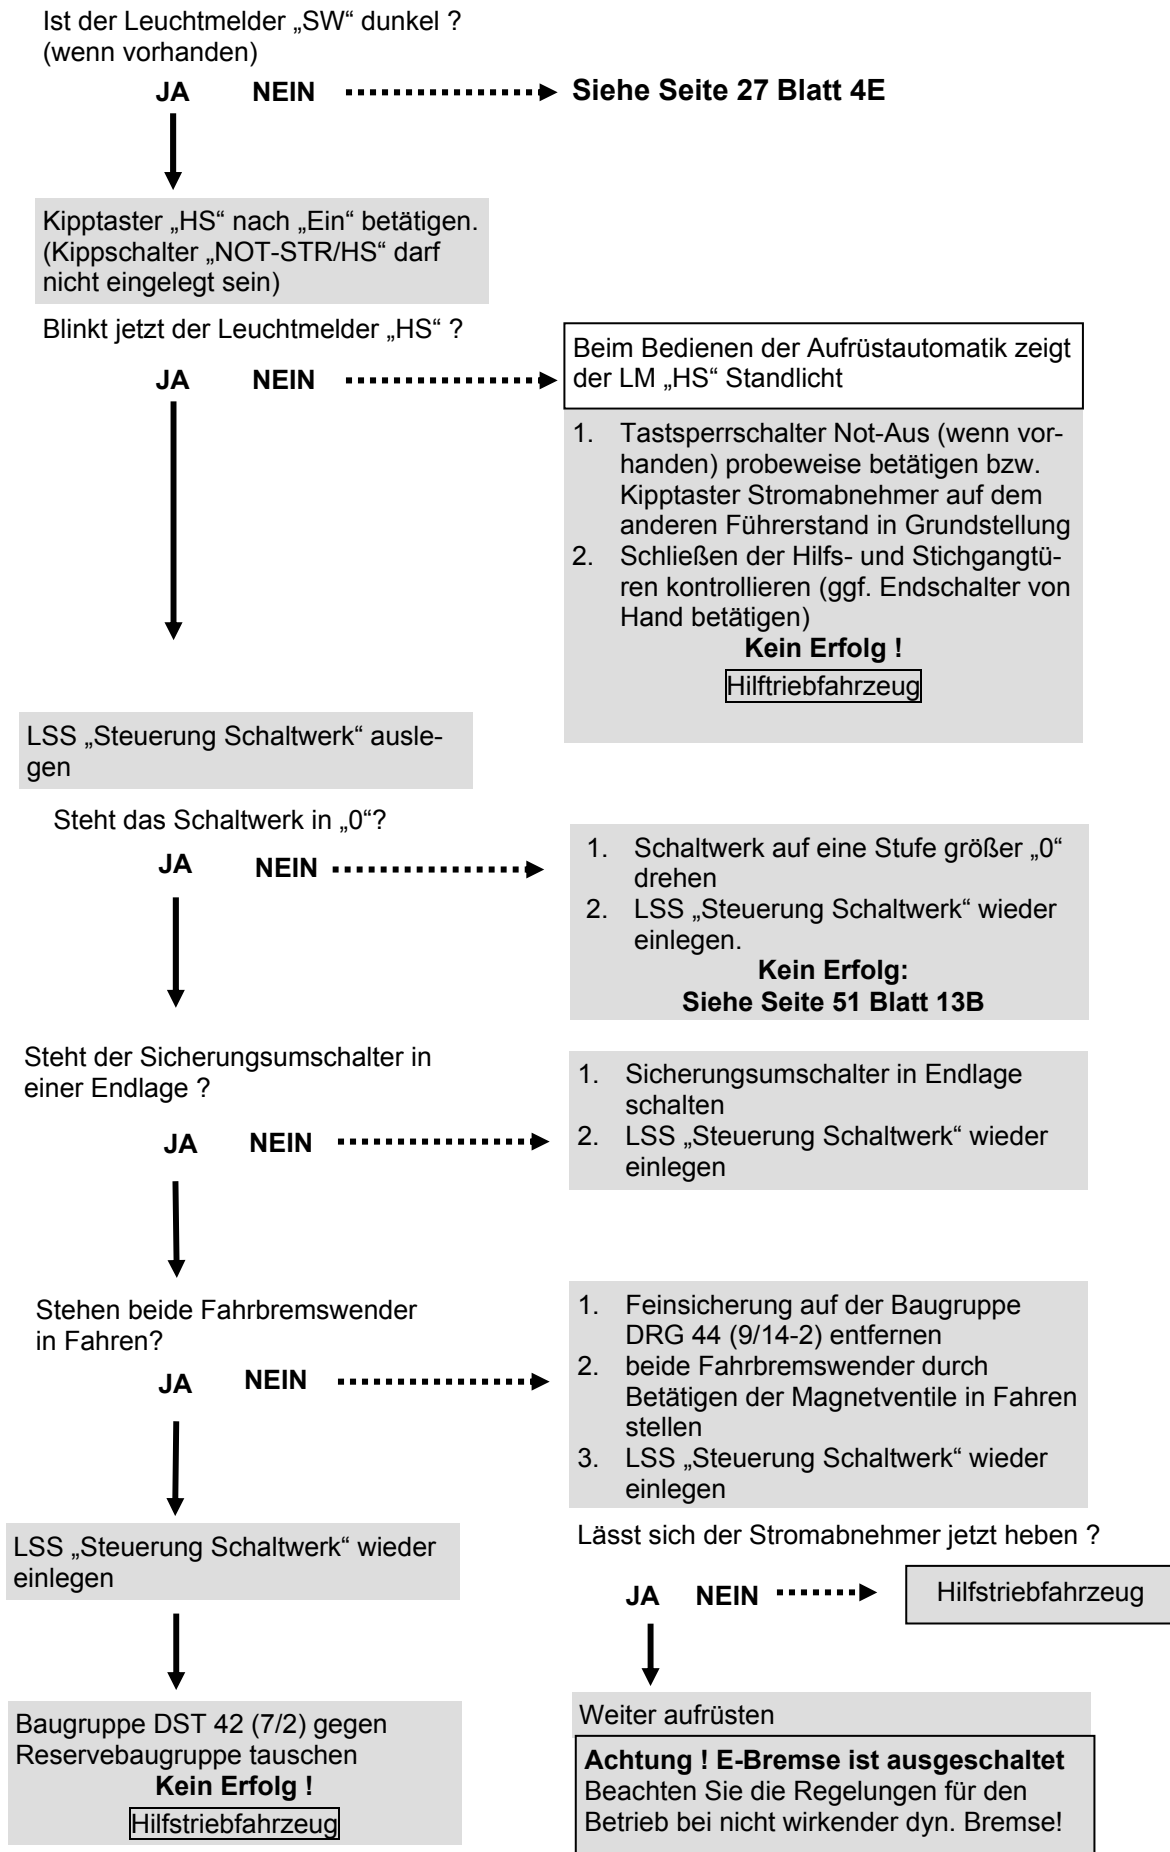 Ist der Leuchtmelder „SW“ dunkel ?
(wenn vorhanden)
JA NEIN Siehe Seite 27 Blatt 4E
Kipptaster „HS“ nach „Ein“ betätigen.
(Kippschalter „NOT-STR/HS“ darf
nicht eingelegt sein)
Blinkt jetzt der Leuchtmelder „HS“ ?
JA NEIN
Beim Bedienen der Aufrüstautomatik zeigt
der LM „HS“ Standlicht
1. Tastsperrschalter Not-Aus (wenn vor-
handen) probeweise betätigen bzw.
Kipptaster Stromabnehmer auf dem
anderen Führerstand in Grundstellung
2. Schließen der Hilfs- und Stichgangtü-
ren kontrollieren (ggf. Endschalter von
Hand betätigen)
Kein Erfolg !
Hilftriebfahrzeug
LSS „Steuerung Schaltwerk“ ausle-
gen
Steht das Schaltwerk in „0“?
JA NEIN
1. Schaltwerk auf eine Stufe größer „0“
drehen
2. LSS „Steuerung Schaltwerk“ wieder
einlegen.
Kein Erfolg:
Siehe Seite 51 Blatt 13B
Steht der Sicherungsumschalter in
einer Endlage ?
JA NEIN
1. Sicherungsumschalter in Endlage
schalten
2. LSS „Steuerung Schaltwerk“ wieder
einlegen
Stehen beide Fahrbremswender
in Fahren?
JA NEIN
1. Feinsicherung auf der Baugruppe
DRG 44 (9/14-2) entfernen
2. beide Fahrbremswender durch
Betätigen der Magnetventile in Fahren
stellen
3. LSS „Steuerung Schaltwerk“ wieder
einlegen
LSS „Steuerung Schaltwerk“ wieder
einlegen
Baugruppe DST 42 (7/2) gegen
Reservebaugruppe tauschen
Kein Erfolg !
Hilfstriebfahrzeug
Lässt sich der Stromabnehmer jetzt heben ?
JA NEIN Hilfstriebfahrzeug
Weiter aufrüsten
Achtung ! E-Bremse ist ausgeschaltet
Beachten Sie die Regelungen für den
Betrieb bei nicht wirkender dyn. Bremse!